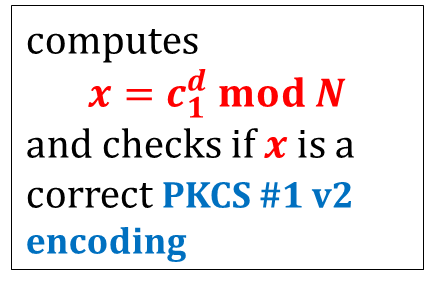 computes
x = c₁ᵈ mod N
and checks if x is a
correct PKCS #1 v2
encoding